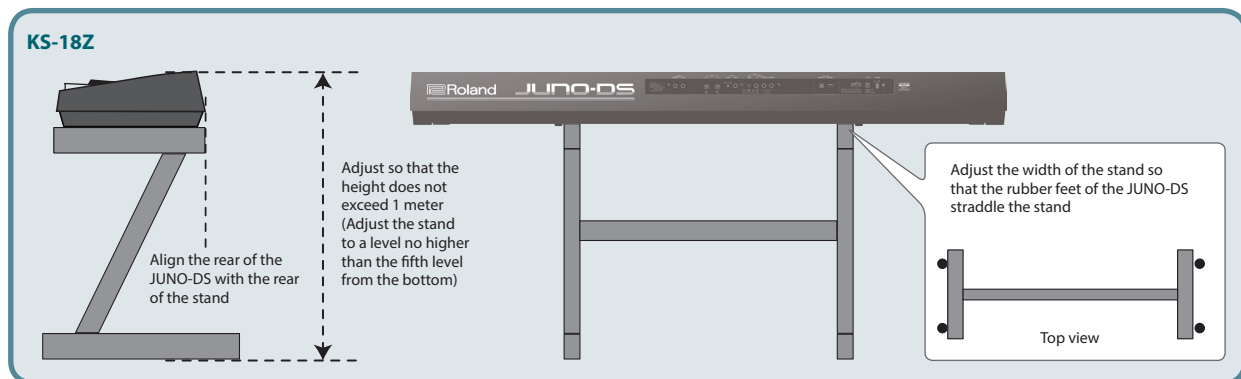 KS-18Z
Roland JUNO-DS
Adjust so that the
height does not
exceed 1 meter
(Adjust the stand
to a level no higher
than the fifth level
from the bottom)
Align the rear of the
JUNO-DS with the rear
of the stand
Adjust the width of the stand so
that the rubber feet of the JUNO-DS
straddle the stand
Top view